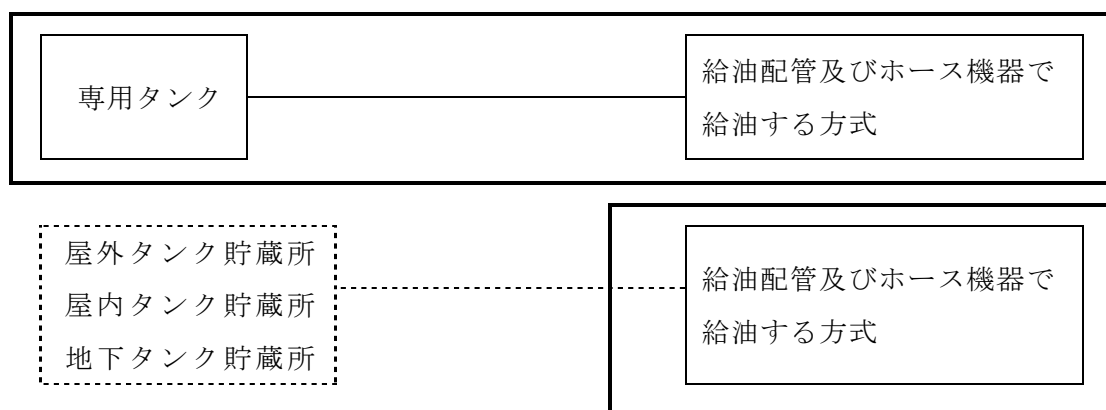 専用タンク
給油配管及びホース機器で
給油する方式
屋外タンク貯蔵所
屋内タンク貯蔵所
地下タンク貯蔵所
給油配管及びホース機器で
給油する方式